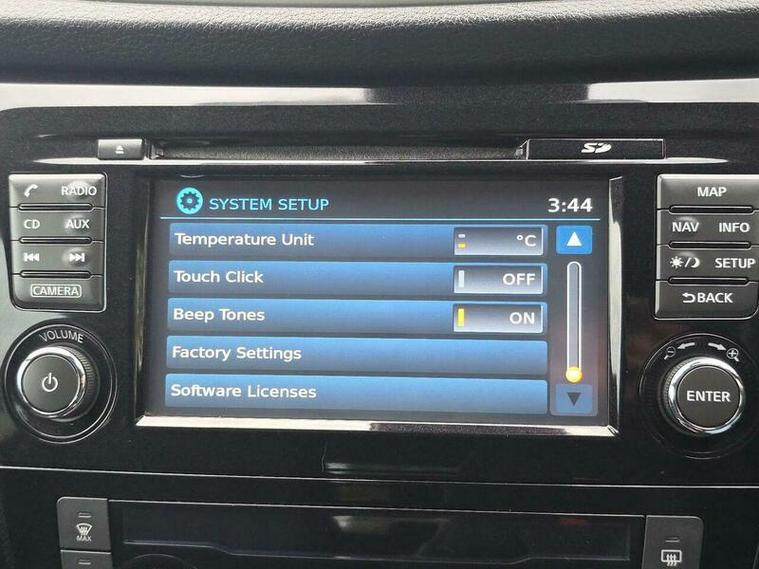 SD
RADIO
CD AUX
CAMERA
VOLUME
SYSTEM SETUP 3:44
Temperature Unit °C
Touch Click OFF
Beep Tones ON
Factory Settings
Software Licenses
MAP
NAV INFO
SETUP
BACK
ENTER
MAX